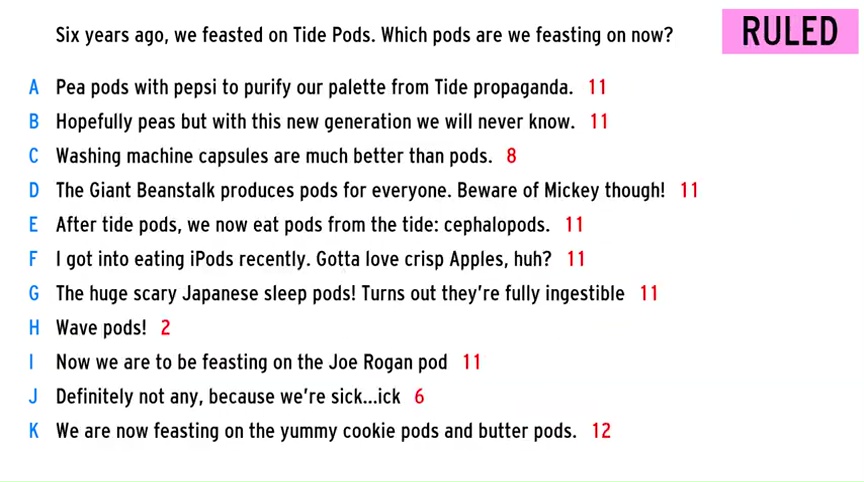 Six years ago, we feasted on Tide Pods. Which pods are we feasting on now?
RULED
A Pea pods with pepsi to purify our palette from Tide propaganda. 11
B Hopefully peas but with this new generation we will never know. 11
C Washing machine capsules are much better than pods. 8
D The Giant Beanstalk produces pods for everyone. Beware of Mickey though! 11
E After tide pods, we now eat pods from the tide: cephalopods. 11
F I got into eating iPods recently. Gotta love crisp Apples, huh? 11
G The huge scary Japanese sleep pods! Turns out they're fully ingestible 11
H Wave pods! 2
I Now we are to be feasting on the Joe Rogan pod 11
J Definitely not any, because we're sick...ick 6
K We are now feasting on the yummy cookie pods and butter pods. 12